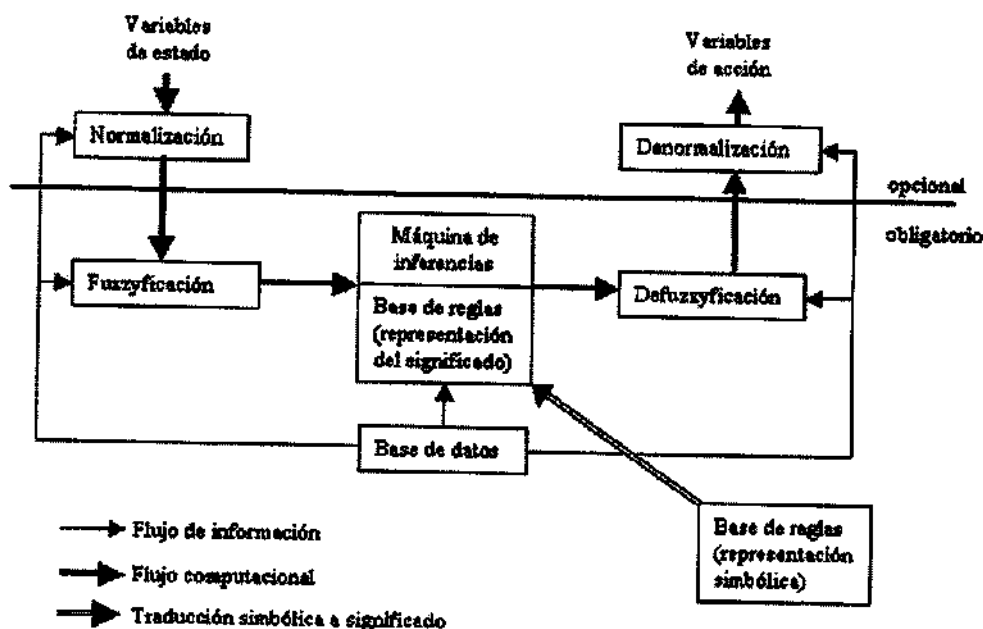 Variables
de estado
Variables
de acción
Normalización
Denormalización
opcional
obligatorio
Fuzzyficación
Máquina de
inferencias
Base de reglas
(representación
del significado)
Defuzzyficación
Base de datos
Base de reglas
(representación
simbólica)
Flujo de información
Flujo computacional
Traducción simbólica a significado